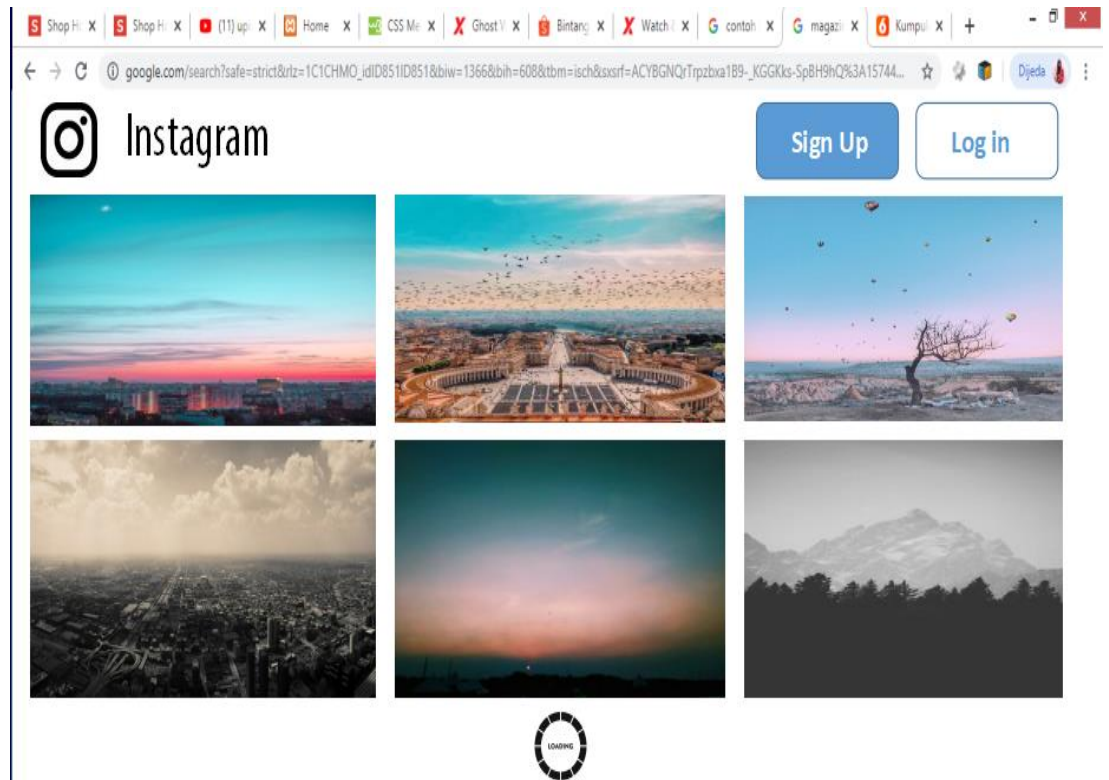 Shop H
Shop H
(11) up
Home
CSS Me
Ghost V
Bintang
Watch
contoh
magazi
Kumpul
google.com/search?safe=strict&rlz=1C1CHMO_idID851ID851&biw=1366&bih=608&tbm=isch&sxsrf=ACYBGNQrTrpzbxa1B9-_KGGKks-SpBH9hQ%3A15744...
Dijeda
Instagram
Sign Up
Log in
LOADING